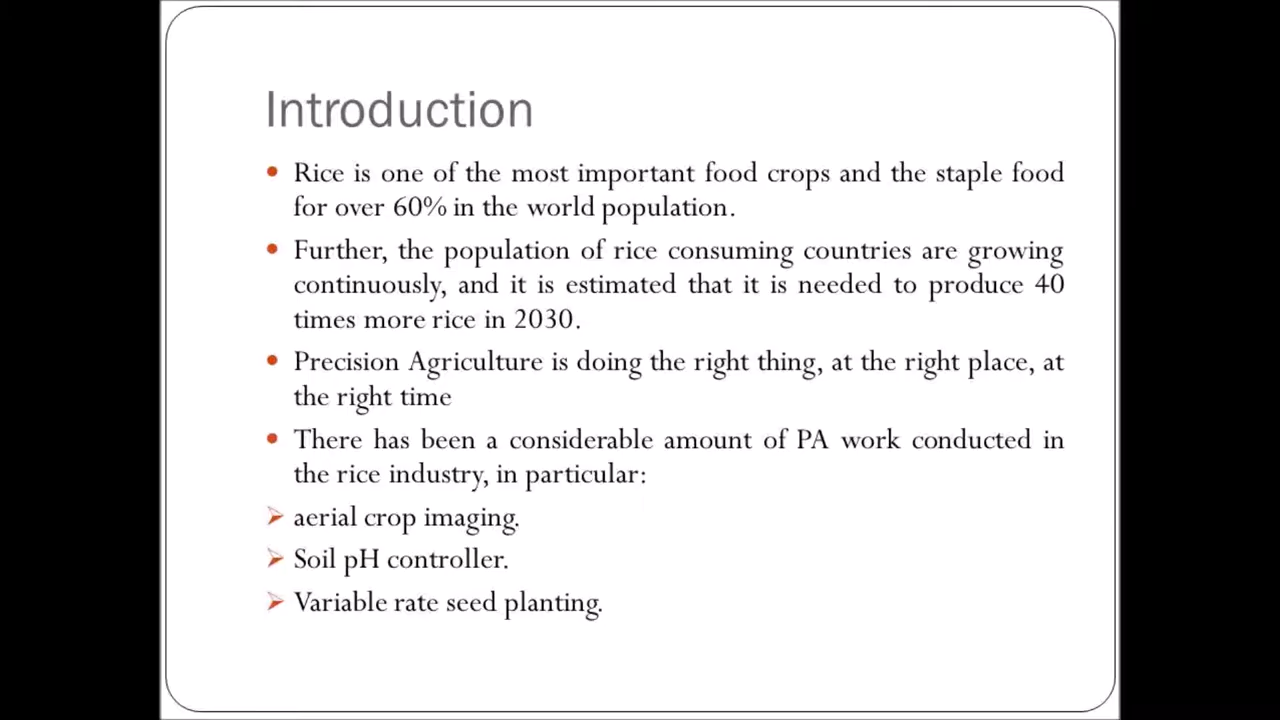 Introduction
• Rice is one of the most important food crops and the staple food
for over 60% in the world population.
• Further, the population of rice consuming countries are growing
continuously, and it is estimated that it is needed to produce 40
times more rice in 2030.
• Precision Agriculture is doing the right thing, at the right place, at
the right time
• There has been a considerable amount of PA work conducted in
the rice industry, in particular:
➢ aerial crop imaging.
➢ Soil pH controller.
➢ Variable rate seed planting.